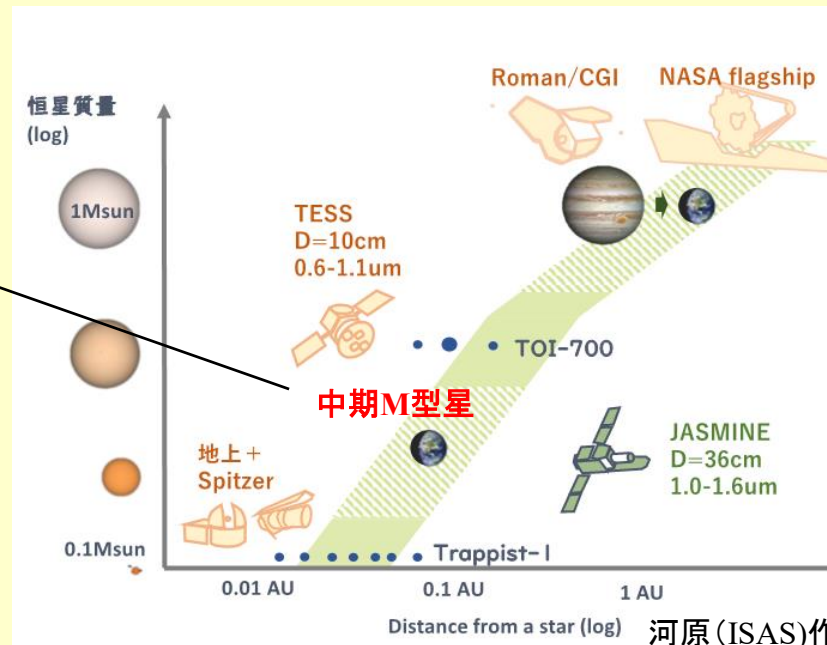 Roman/CGI
NASA flagship
恒星質量
(log)
1Msun
TESS
D=10cm
0.6-1.1um
TOI-700
中期M型星
地上+
Spitzer
JASMINE
D=36cm
1.0-1.6um
0.1Msun
Trappist-1
0.01 AU
0.1 AU
1 AU
Distance from a star (log)
河原(ISAS)作